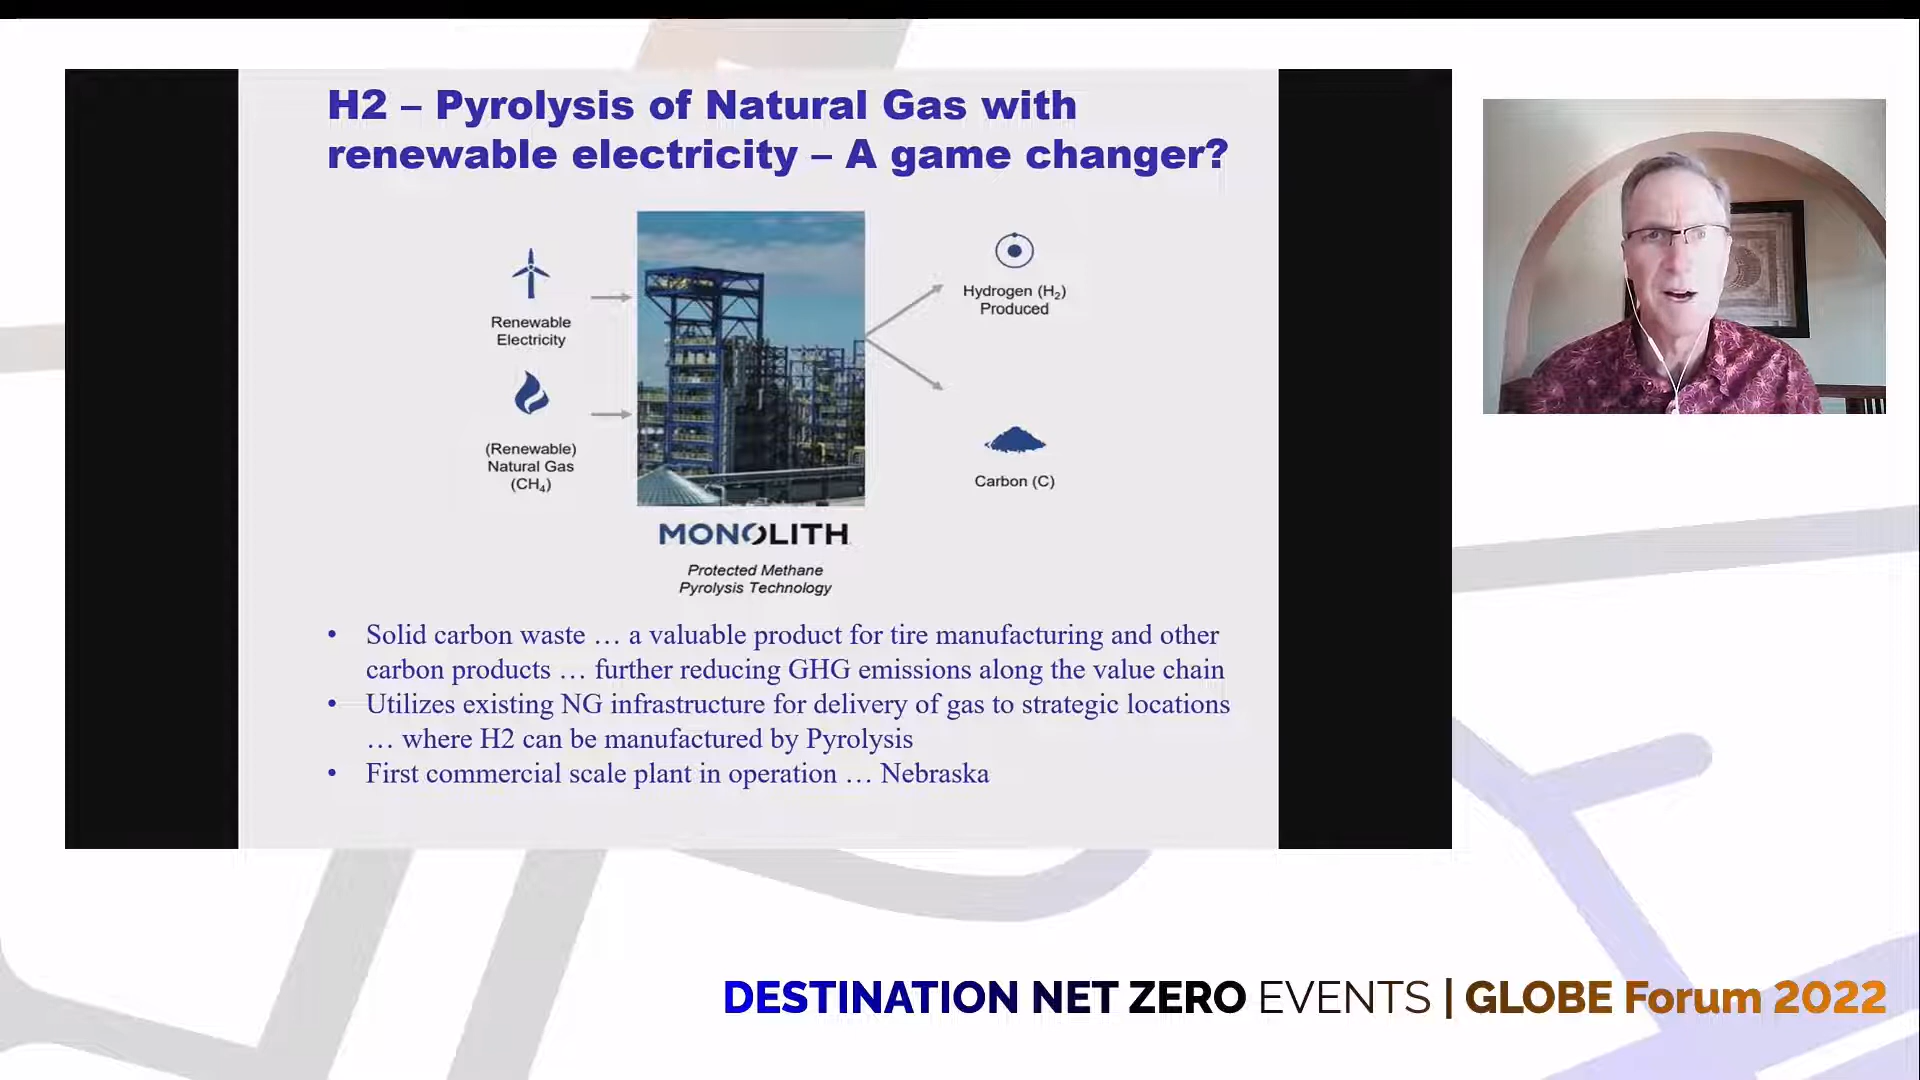 H2 – Pyrolysis of Natural Gas with
renewable electricity – A game changer?
Renewable
Electricity
(Renewable)
Natural Gas
(CH₄)
Hydrogen (H₂)
Produced
Carbon (C)
MONOLITH
Protected Methane
Pyrolysis Technology
• Solid carbon waste … a valuable product for tire manufacturing and other
carbon products … further reducing GHG emissions along the value chain
• Utilizes existing NG infrastructure for delivery of gas to strategic locations
… where H2 can be manufactured by Pyrolysis
• First commercial scale plant in operation … Nebraska
DESTINATION NET ZERO EVENTS | GLOBE Forum 2022